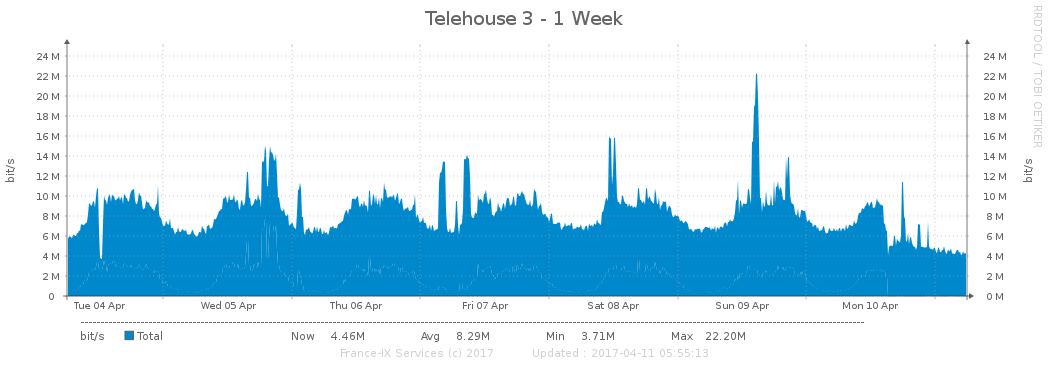 Telehouse 3 - 1 Week
RRDTOOL / TOBI OETIKER
24 M 24 M
22 M 22 M
20 M 20 M
18 M 18 M
16 M 16 M
14 M 14 M
12 M 12 M
10 M 10 M
8 M 8 M
6 M 6 M
4 M 4 M
2 M 2 M
0 0 M
bit/s bit/s
Tue 04 Apr Wed 05 Apr Thu 06 Apr Fri 07 Apr Sat 08 Apr Sun 09 Apr Mon 10 Apr
bit/s Total Now 4.46M Avg 8.29M Min 3.71M Max 22.20M
France-IX Services (c) 2017 Updated : 2017-04-11 05:55:13